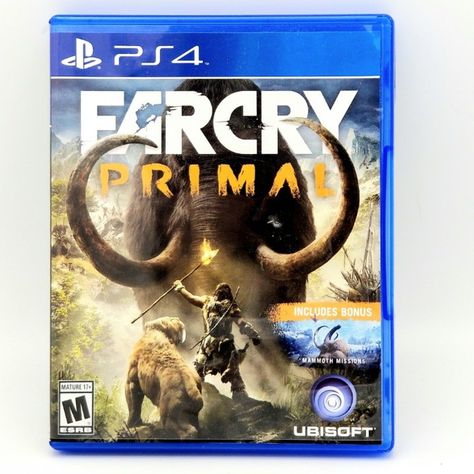 PS4
FARCRY
PRIMAL
INCLUDES BONUS
MAMMOTH MISSIONS
MATURE 17+
M
ESRB
UBISOFT